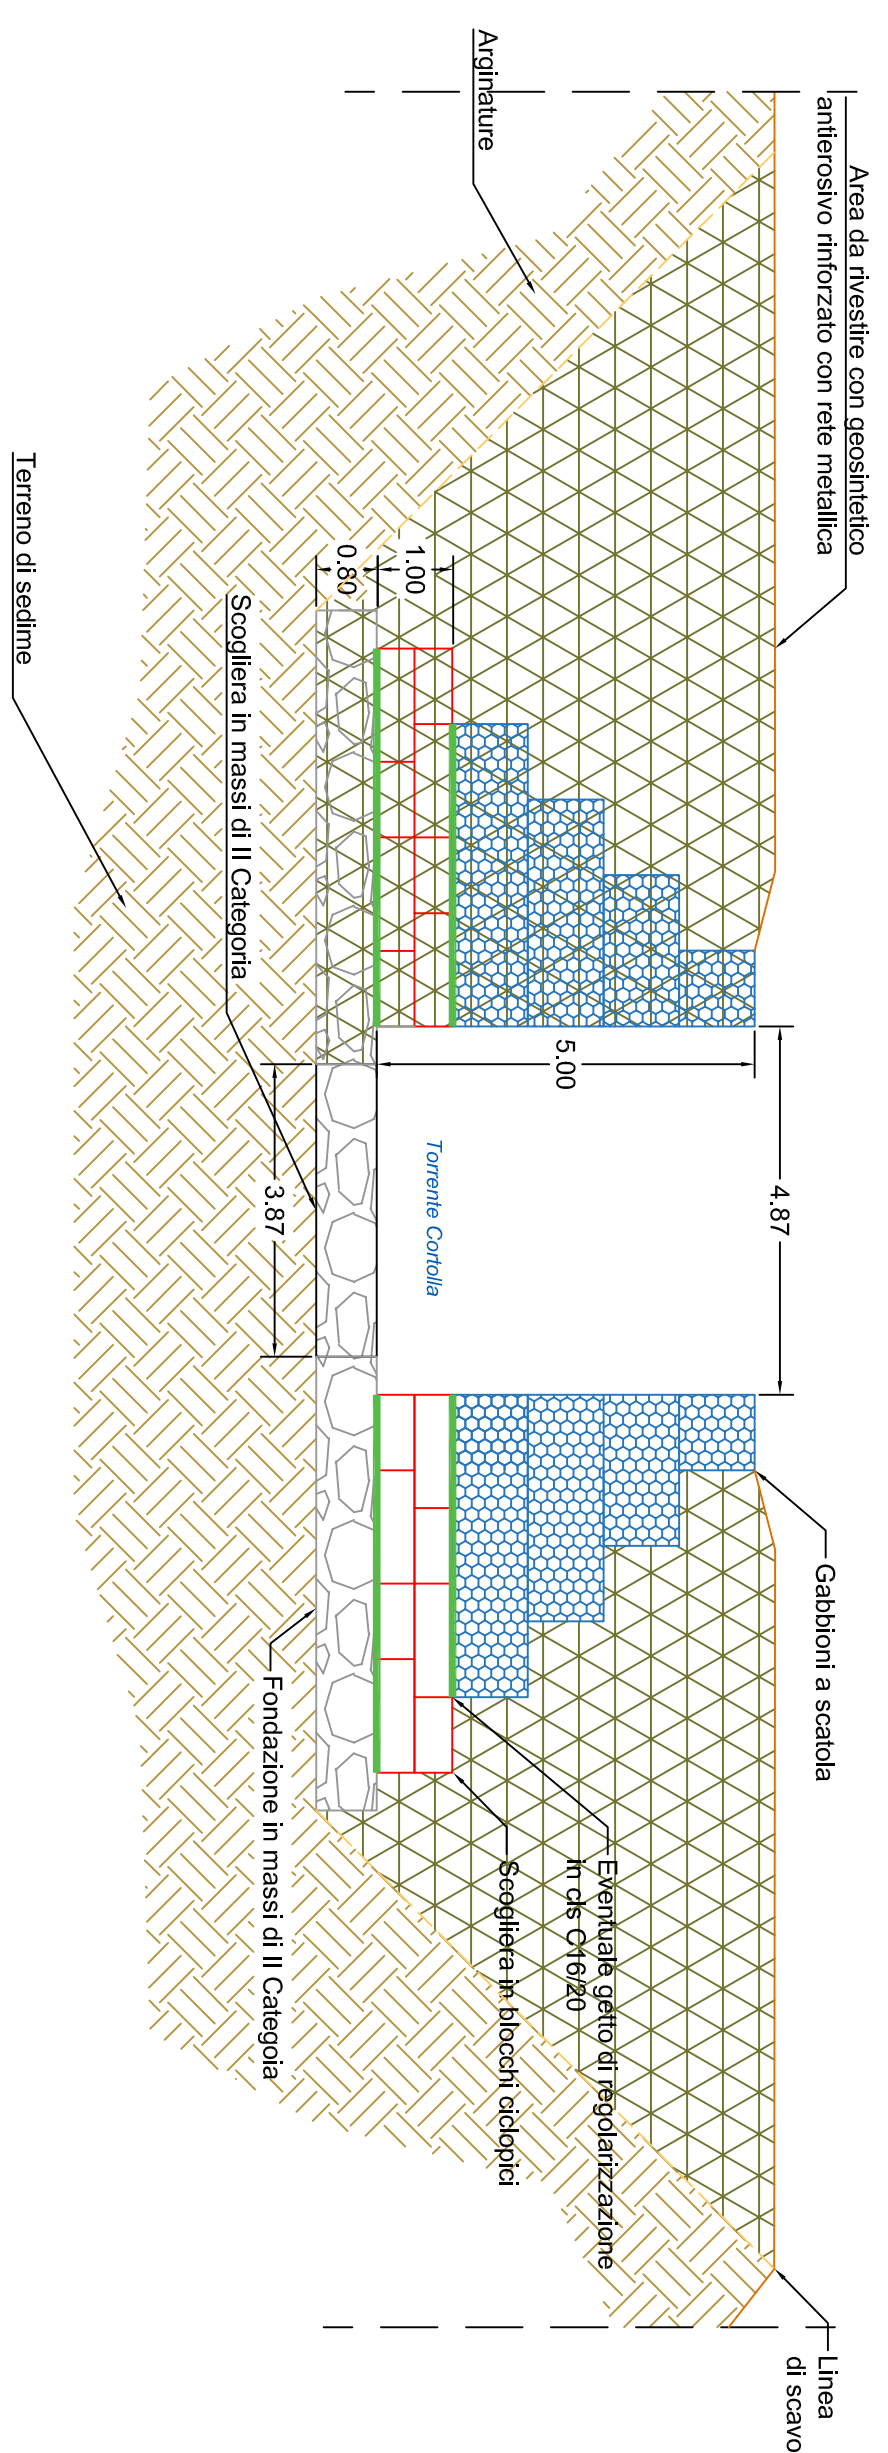 Arginature
Area da rivestire con geosintetico
antierosivo rinforzato con rete metallica
Terreno di sedime
Scogliera in massi di II Categoria
0.80
1.00
5.00
4.87
3.87
Torrente Cortolla
Gabbioni a scatola
Eventuale getto di regolarizzazione
in cls C16/20
Scogliera in blocchi ciclopici
Fondazione in massi di II Categoia
Linea
di scavo